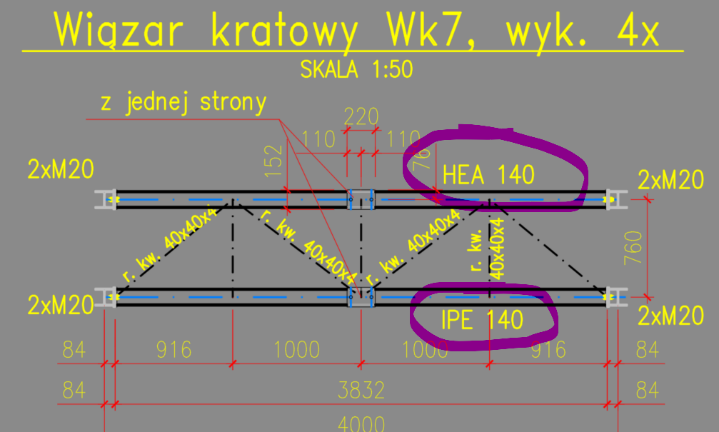 Wiązar kratowy Wk7, wyk. 4x
SKALA 1:50
z jednej strony
220
110
110
152
76
HEA 140
2xM20
2xM20
r. kw. 40x40x4
r. kw. 40x40x4
r. kw. 40x40x4
r. kw.
40x40x4
760
2xM20
IPE 140
2xM20
84
916
1000
1000
916
84
84
3832
84
4000